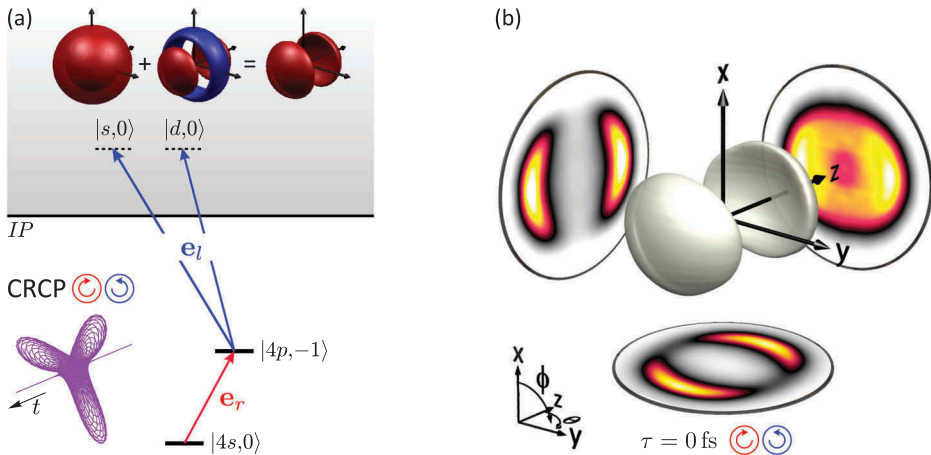 (a)
+ =
|s,0⟩ |d,0⟩
IP
e_l
CRCP
|4p,−1⟩
t
e_r
|4s,0⟩
(b)
x
z
y
x
ϕ
z
θ
y
τ = 0 fs